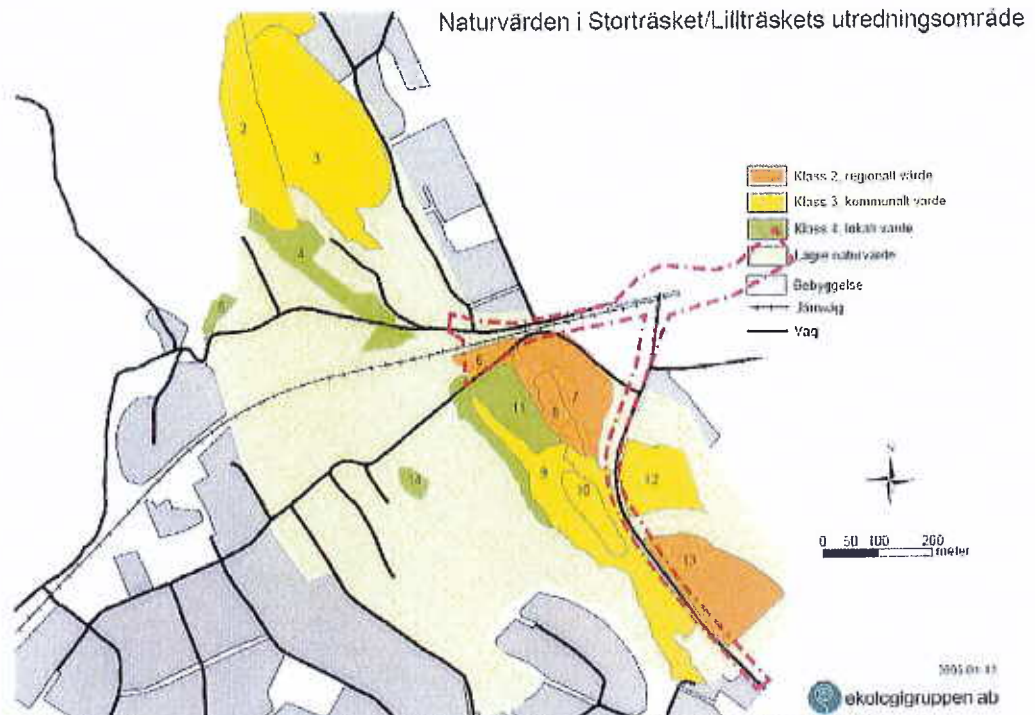 Naturvärden i Storträsket/Lillträskets utredningsområde
Klass 2, regionalt värde
Klass 3, kommunalt värde
Klass 4, lokalt värde
Lägre naturvärde
Bebyggelse
Järnväg
Väg
2
3
4
6
7
8
11
9
10
12
14
13
N
0 50 100 200
meter
ekologigruppen ab